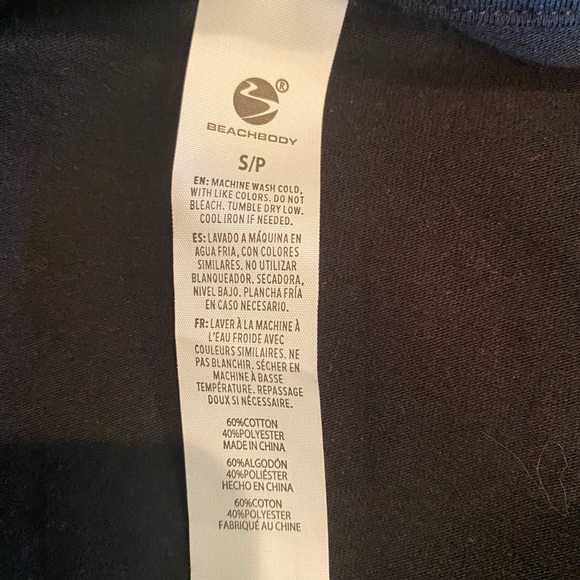 ®
BEACHBODY
S/P
EN: MACHINE WASH COLD,
WITH LIKE COLORS. DO NOT
BLEACH. TUMBLE DRY LOW.
COOL IRON IF NEEDED.
ES: LAVADO A MÁQUINA EN
AGUA FRIA, CON COLORES
SIMILARES. NO UTILIZAR
BLANQUEADOR. SECADORA,
NIVEL BAJO. PLANCHA FRÍA
EN CASO NECESARIO.
FR: LAVER À LA MACHINE À
L'EAU FROIDE AVEC
COULEURS SIMILAIRES. NE
PAS BLANCHIR. SÉCHER EN
MACHINE À BASSE
TEMPÉRATURE. REPASSAGE
DOUX SI NÉCESSAIRE.
60%COTTON
40%POLYESTER
MADE IN CHINA
60%ALGODÓN
40%POLIÉSTER
HECHO EN CHINA
60%COTON
40%POLYESTER
FABRIQUÉ AU CHINE